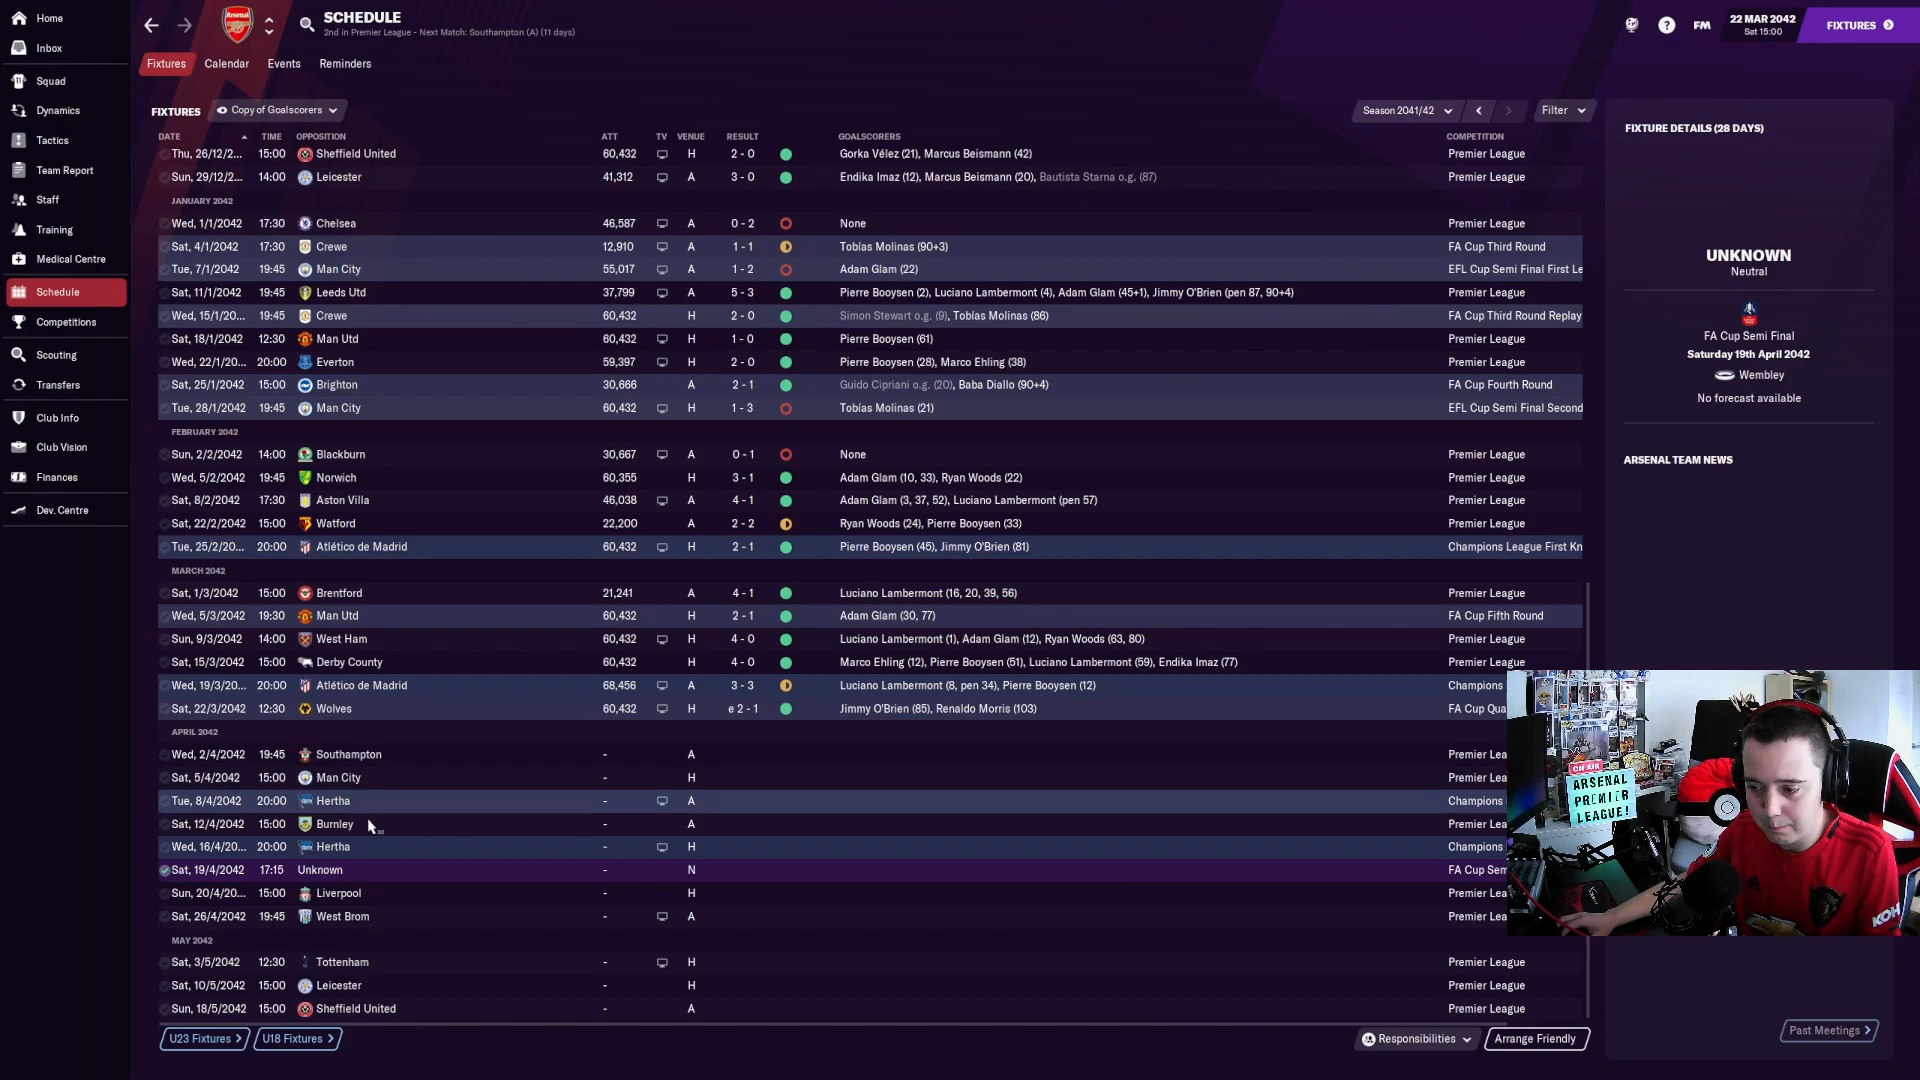 Home
Inbox
Squad
Dynamics
Tactics
Team Report
Staff
Training
Medical Centre
Schedule
Competitions
Scouting
Transfers
Club Info
Club Vision
Finances
Dev. Centre
Arsenal
SCHEDULE
2nd in Premier League - Next Match: Southampton (A) (11 days)
FM
22 MAR 2042
Sat 15:00
FIXTURES
Fixtures Calendar Events Reminders
FIXTURES Copy of Goalscorers Season 2041/42 Filter
DATE TIME OPPOSITION ATT TV VENUE RESULT GOALSCORERS COMPETITION
Thu, 26/12/2... 15:00 Sheffield United 60,432 H 2 - 0 Gorka Vélez (21), Marcus Beismann (42) Premier League
Sun, 29/12/2... 14:00 Leicester 41,312 A 3 - 0 Endika Imaz (12), Marcus Beismann (20), Bautista Starna o.g. (87) Premier League
JANUARY 2042
Wed, 1/1/2042 17:30 Chelsea 46,587 A 0 - 2 None Premier League
Sat, 4/1/2042 17:30 Crewe 12,910 A 1 - 1 Tobías Molinas (90+3) FA Cup Third Round
Tue, 7/1/2042 19:45 Man City 55,017 A 1 - 2 Adam Glam (22) EFL Cup Semi Final First Le
Sat, 11/1/2042 19:45 Leeds Utd 37,799 A 5 - 3 Pierre Booysen (2), Luciano Lambermont (4), Adam Glam (45+1), Jimmy O'Brien (pen 87, 90+4) Premier League
Wed, 15/1/20... 19:45 Crewe 60,432 H 2 - 0 Simon Stewart o.g. (9), Tobías Molinas (86) FA Cup Third Round Replay
Sat, 18/1/2042 12:30 Man Utd 60,432 H 1 - 0 Pierre Booysen (61) Premier League
Wed, 22/1/20... 20:00 Everton 59,397 H 2 - 0 Pierre Booysen (28), Marco Ehling (38) Premier League
Sat, 25/1/2042 15:00 Brighton 30,666 A 2 - 1 Guido Cipriani o.g. (20), Baba Diallo (90+4) FA Cup Fourth Round
Tue, 28/1/2042 19:45 Man City 60,432 H 1 - 3 Tobías Molinas (21) EFL Cup Semi Final Second
FEBRUARY 2042
Sun, 2/2/2042 14:00 Blackburn 30,667 A 0 - 1 None Premier League
Wed, 5/2/2042 19:45 Norwich 60,355 H 3 - 1 Adam Glam (10, 33), Ryan Woods (22) Premier League
Sat, 8/2/2042 17:30 Aston Villa 46,038 A 4 - 1 Adam Glam (3, 37, 52), Luciano Lambermont (pen 57) Premier League
Sat, 22/2/2042 15:00 Watford 22,200 A 2 - 2 Ryan Woods (24), Pierre Booysen (33) Premier League
Tue, 25/2/20... 20:00 Atlético de Madrid 60,432 H 2 - 1 Pierre Booysen (45), Jimmy O'Brien (81) Champions League First Kn
MARCH 2042
Sat, 1/3/2042 15:00 Brentford 21,241 A 4 - 1 Luciano Lambermont (16, 20, 39, 56) Premier League
Wed, 5/3/2042 19:30 Man Utd 60,432 H 2 - 1 Adam Glam (30, 77) FA Cup Fifth Round
Sun, 9/3/2042 14:00 West Ham 60,432 H 4 - 0 Luciano Lambermont (1), Adam Glam (12), Ryan Woods (63, 80) Premier League
Sat, 15/3/2042 15:00 Derby County 60,432 H 4 - 0 Marco Ehling (12), Pierre Booysen (51), Luciano Lambermont (59), Endika Imaz (77) Premier League
Wed, 19/3/20... 20:00 Atlético de Madrid 68,456 A 3 - 3 Luciano Lambermont (8, pen 34), Pierre Booysen (12) Champions
Sat, 22/3/2042 12:30 Wolves 60,432 H e 2 - 1 Jimmy O'Brien (85), Renaldo Morris (103) FA Cup Qua
APRIL 2042
Wed, 2/4/2042 19:45 Southampton - A Premier Lea
Sat, 5/4/2042 15:00 Man City - H Premier Lea
Tue, 8/4/2042 20:00 Hertha - A Champions
Sat, 12/4/2042 15:00 Burnley - A Premier Lea
Wed, 16/4/20... 20:00 Hertha - H Champions
Sat, 19/4/2042 17:15 Unknown - N FA Cup Sem
Sun, 20/4/20... 15:00 Liverpool - H Premier Lea
Sat, 26/4/2042 19:45 West Brom - A Premier Lea
MAY 2042
Sat, 3/5/2042 12:30 Tottenham - H Premier League
Sat, 10/5/2042 15:00 Leicester - H Premier League
Sun, 18/5/2042 15:00 Sheffield United - A Premier League
U23 Fixtures U18 Fixtures Responsibilities Arrange Friendly
FIXTURE DETAILS (28 DAYS)
UNKNOWN
Neutral
FA Cup Semi Final
Saturday 19th April 2042
Wembley
No forecast available
ARSENAL TEAM NEWS
ON AIR
ARSENAL
PREMIER
LEAGUE!
KOH
Past Meetings